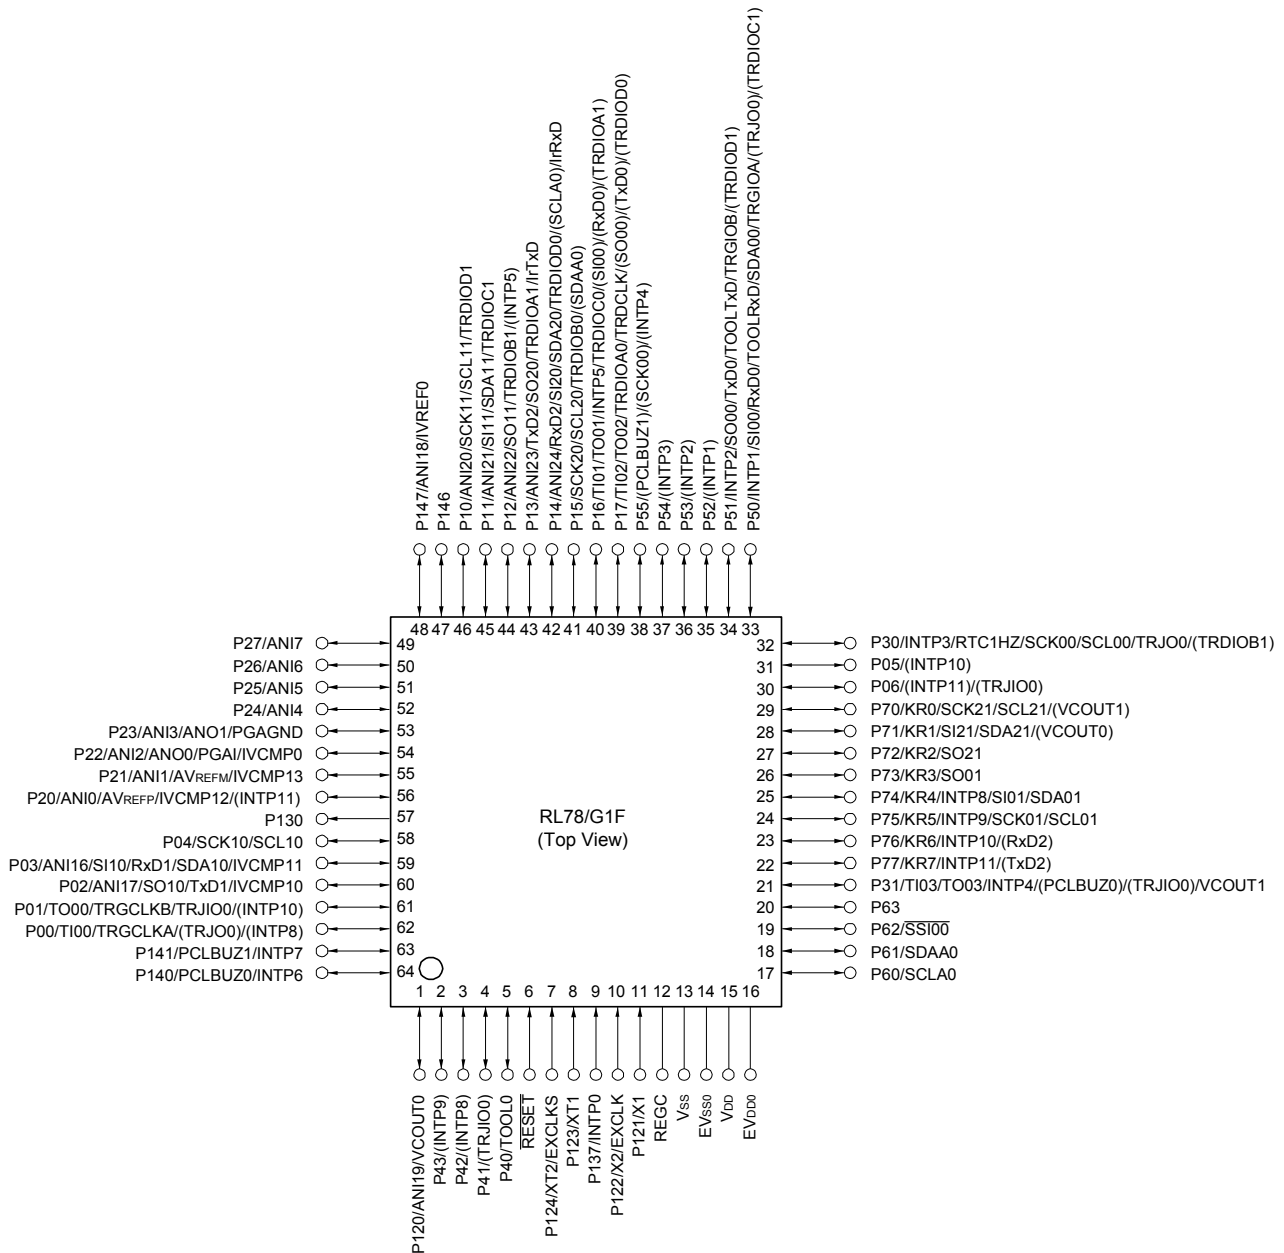 P147/ANI18/IVREF0
P146
P10/ANI20/SCK11/SCL11/TRDIOD1
P11/ANI21/SI11/SDA11/TRDIOC1
P12/ANI22/SO11/TRDIOB1/(INTP5)
P13/ANI23/TxD2/SO20/TRDIOA1/IrTxD
P14/ANI24/RxD2/SI20/SDA20/TRDIOD0/(SCLA0)/IrRxD
P15/SCK20/SCL20/TRDIOB0/(SDAA0)
P16/TI01/TO01/INTP5/TRDIOC0/(SI00)/(RxD0)/(TRDIOA1)
P17/TI02/TO02/TRDIOA0/TRDCLK/(SO00)/(TxD0)/(TRDIOD0)
P55/(PCLBUZ1)/(SCK00)/(INTP4)
P54/(INTP3)
P53/(INTP2)
P52/(INTP1)
P51/INTP2/SO00/TxD0/TOOLTxD/TRGIOB/(TRDIOD1)
P50/INTP1/SI00/RxD0/TOOLRxD/SDA00/TRGIOA/(TRJO0)/(TRDIOC1)
48 47 46 45 44 43 42 41 40 39 38 37 36 35 34 33
P27/ANI7 49
P26/ANI6 50
P25/ANI5 51
P24/ANI4 52
P23/ANI3/ANO1/PGAGND 53
P22/ANI2/ANO0/PGAI/IVCMP0 54
P21/ANI1/AVREFM/IVCMP13 55
P20/ANI0/AVREFP/IVCMP12/(INTP11) 56
P130 57
P04/SCK10/SCL10 58
P03/ANI16/SI10/RxD1/SDA10/IVCMP11 59
P02/ANI17/SO10/TxD1/IVCMP10 60
P01/TO00/TRGCLKB/TRJIO0/(INTP10) 61
P00/TI00/TRGCLKA/(TRJO0)/(INTP8) 62
P141/PCLBUZ1/INTP7 63
P140/PCLBUZ0/INTP6 64
RL78/G1F
(Top View)
32 P30/INTP3/RTC1HZ/SCK00/SCL00/TRJO0/(TRDIOB1)
31 P05/(INTP10)
30 P06/(INTP11)/(TRJIO0)
29 P70/KR0/SCK21/SCL21/(VCOUT1)
28 P71/KR1/SI21/SDA21/(VCOUT0)
27 P72/KR2/SO21
26 P73/KR3/SO01
25 P74/KR4/INTP8/SI01/SDA01
24 P75/KR5/INTP9/SCK01/SCL01
23 P76/KR6/INTP10/(RxD2)
22 P77/KR7/INTP11/(TxD2)
21 P31/TI03/TO03/INTP4/(PCLBUZ0)/(TRJIO0)/VCOUT1
20 P63
19 P62/SSI00
18 P61/SDAA0
17 P60/SCLA0
1 2 3 4 5 6 7 8 9 10 11 12 13 14 15 16
P120/ANI19/VCOUT0
P43/(INTP9)
P42/(INTP8)
P41/(TRJIO0)
P40/TOOL0
RESET
P124/XT2/EXCLKS
P123/XT1
P137/INTP0
P122/X2/EXCLK
P121/X1
REGC
VSS
EVSS0
VDD
EVDD0